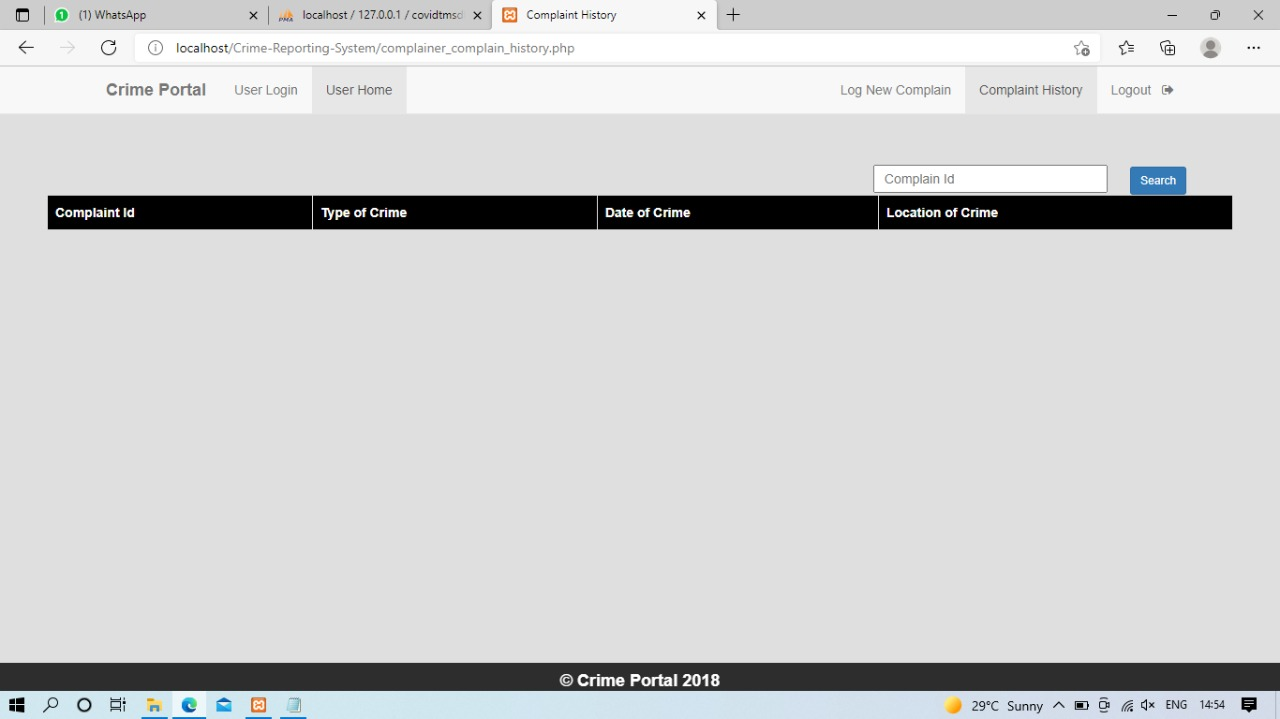 (1) WhatsApp
localhost / 127.0.0.1 / covidtmsd
Complaint History
localhost/Crime-Reporting-System/complainer_complain_history.php
Crime Portal User Login User Home Log New Complain Complaint History Logout
Complain Id Search
Complaint Id Type of Crime Date of Crime Location of Crime
© Crime Portal 2018
29°C Sunny ENG 14:54